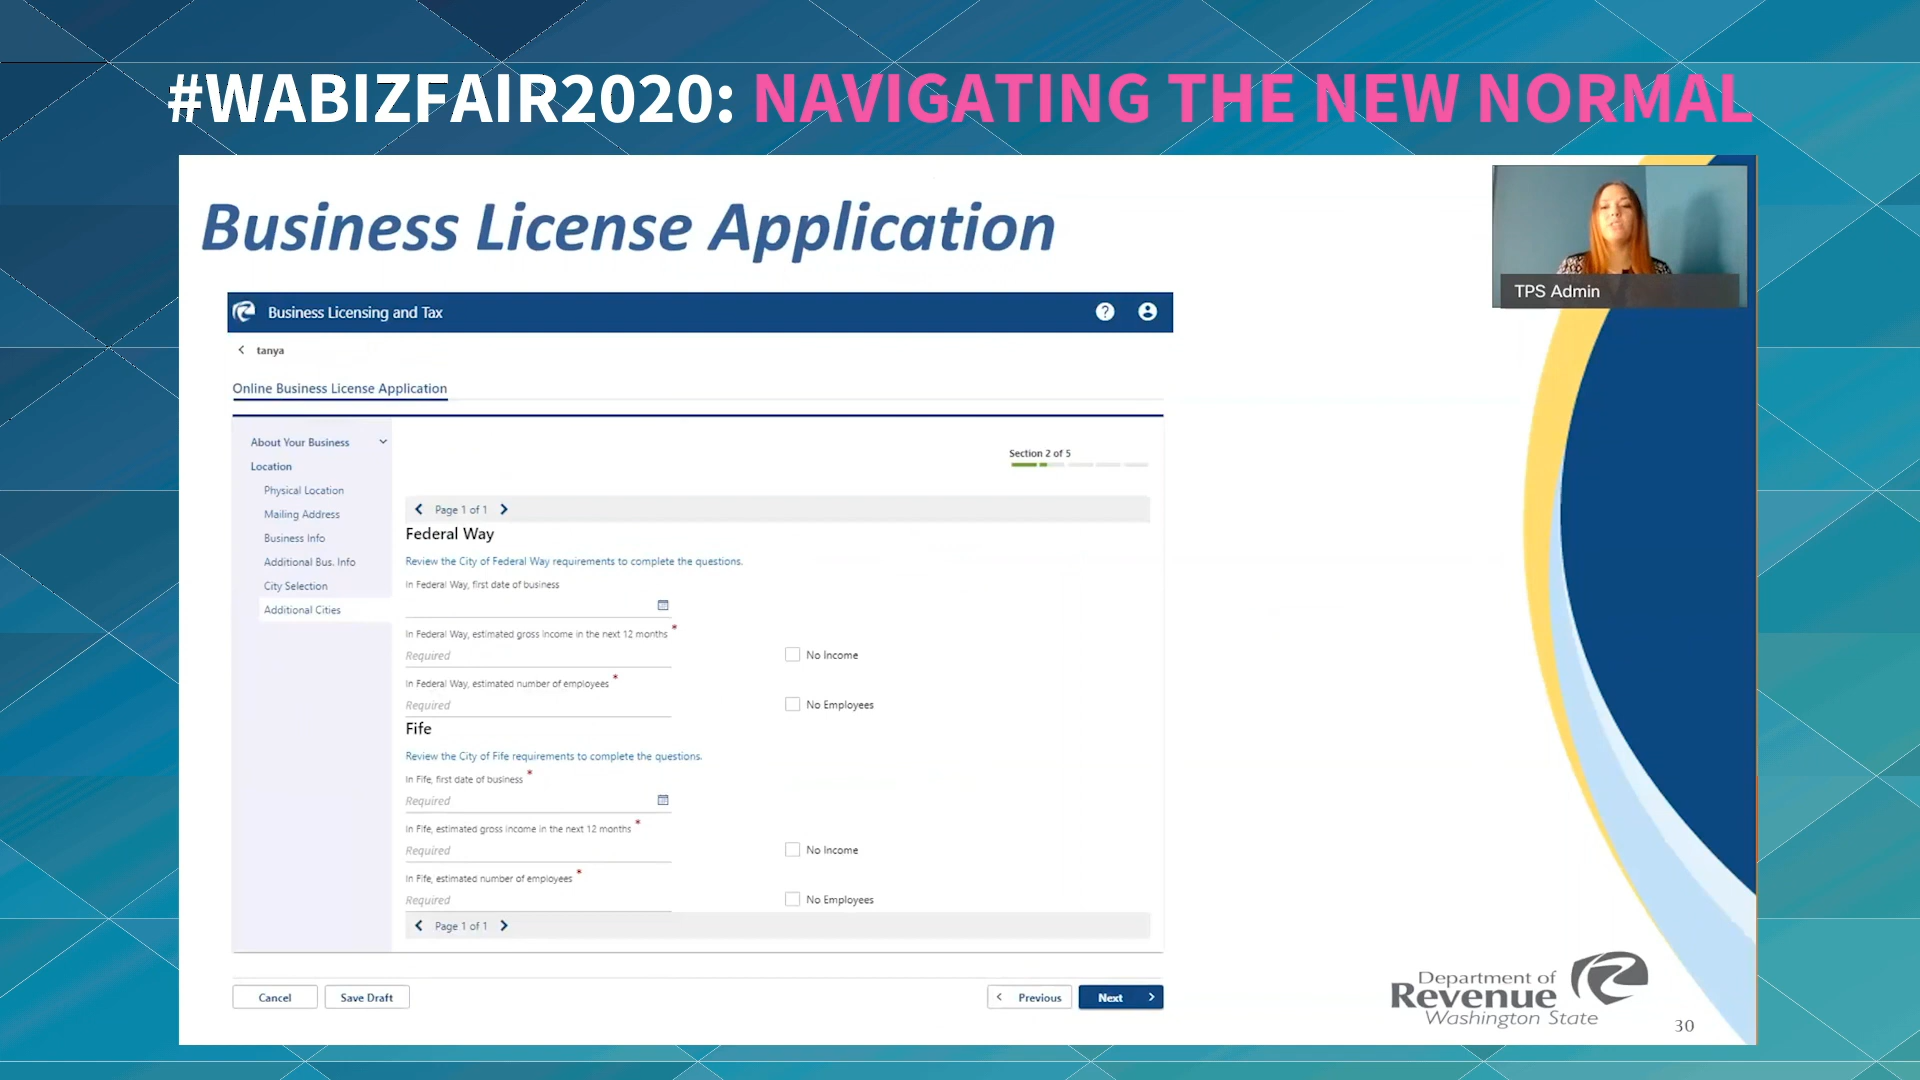 #WABIZFAIR2020: NAVIGATING THE NEW NORMAL
Business License Application
TPS Admin
Business Licensing and Tax
tanya
Online Business License Application
About Your Business
Location
Physical Location
Mailing Address
Business Info
Additional Bus. Info
City Selection
Additional Cities
Section 2 of 5
Page 1 of 1
Federal Way
Review the City of Federal Way requirements to complete the questions.
In Federal Way, first date of business
In Federal Way, estimated gross income in the next 12 months *
Required
No Income
In Federal Way, estimated number of employees *
Required
No Employees
Fife
Review the City of Fife requirements to complete the questions.
In Fife, first date of business *
Required
In Fife, estimated gross income in the next 12 months *
Required
No Income
In Fife, estimated number of employees *
Required
No Employees
Page 1 of 1
Cancel
Save Draft
Previous
Next
Department of
Revenue
Washington State
30